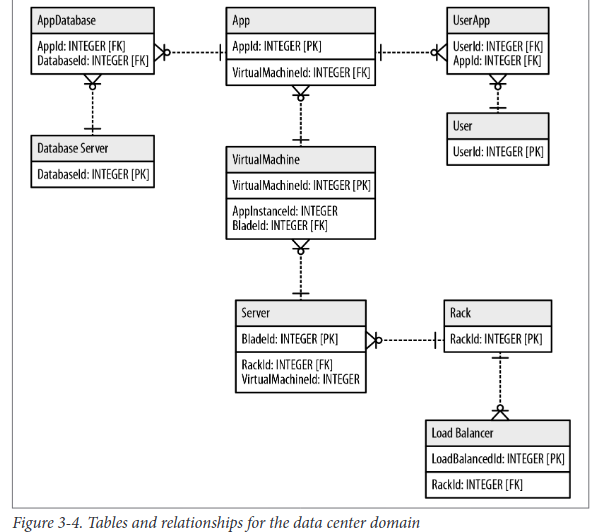 AppDatabase
AppId: INTEGER [FK]
DatabaseId: INTEGER [FK]
App
AppId: INTEGER [PK]
VirtualMachineId: INTEGER [FK]
UserApp
UserId: INTEGER [FK]
AppId: INTEGER [FK]
Database Server
DatabaseId: INTEGER [PK]
User
UserId: INTEGER [PK]
VirtualMachine
VirtualMachineId: INTEGER [PK]
AppInstanceId: INTEGER
BladeId: INTEGER [FK]
Server
BladeId: INTEGER [PK]
RackId: INTEGER [FK]
VirtualMachineId: INTEGER
Rack
RackId: INTEGER [PK]
Load Balancer
LoadBalancedId: INTEGER [PK]
RackId: INTEGER [FK]
Figure 3-4. Tables and relationships for the data center domain